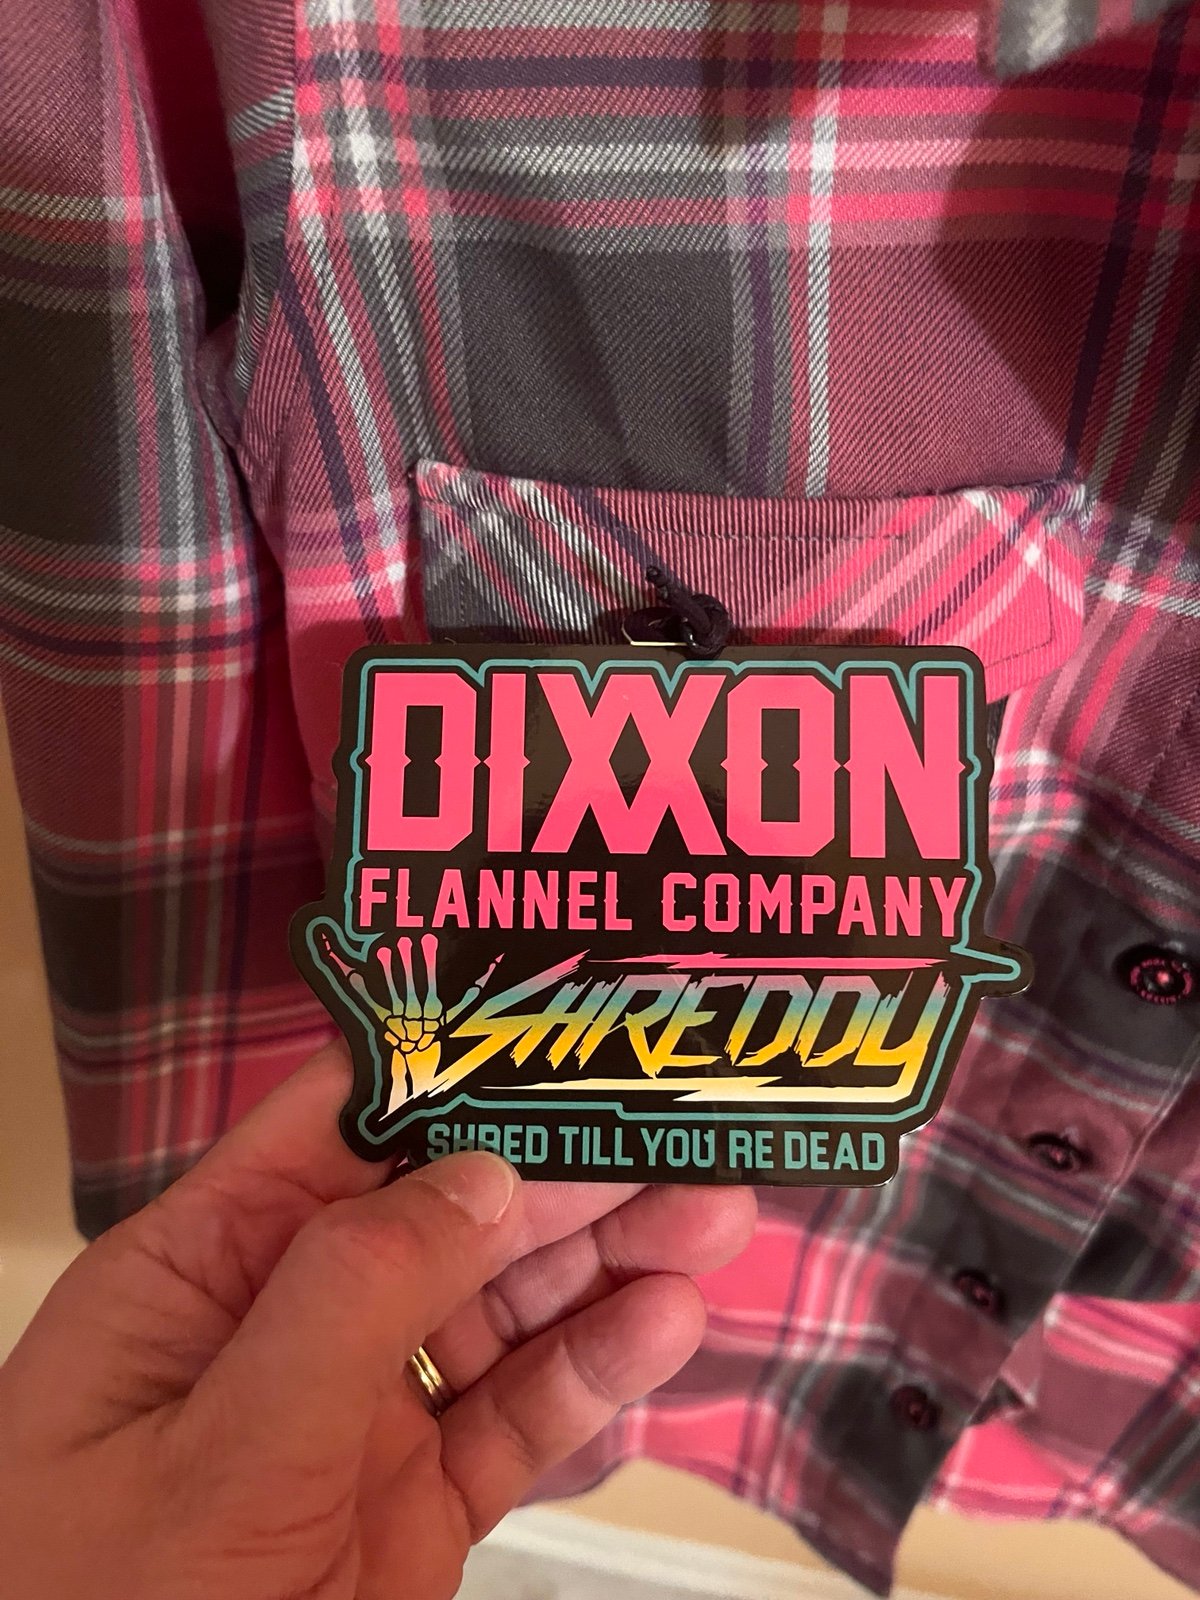 DIXXON
FLANNEL COMPANY
SHREDDY
SHRED TILL YOU'RE DEAD